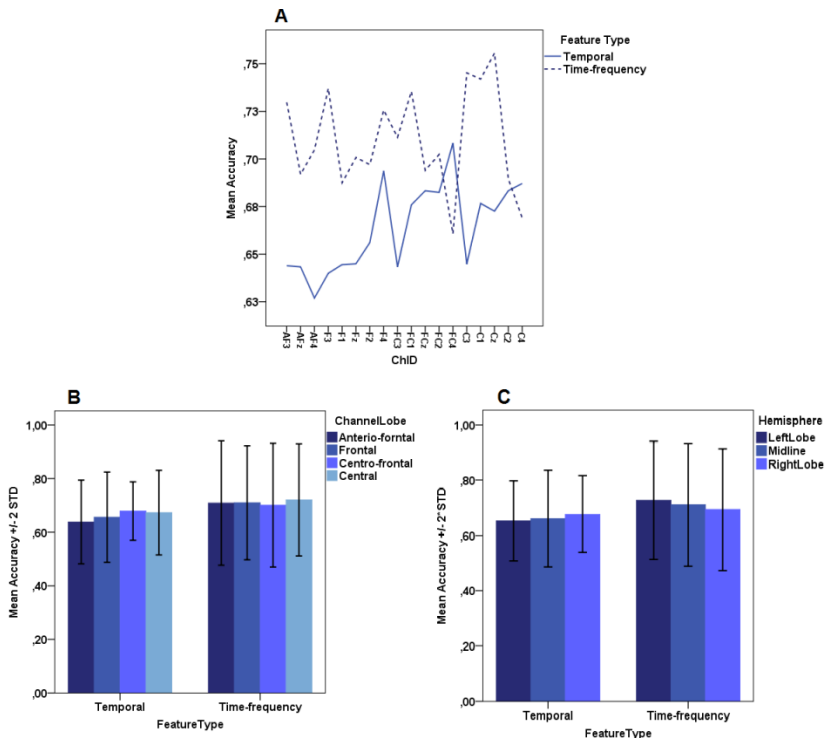 A
Feature Type
Temporal
Time-frequency
Mean Accuracy
,75
,73
,70
,68
,65
,63
AF3
AFz
AF4
F3
F1
Fz
F2
F4
FC3
FC1
FCz
FC2
FC4
C3
C1
Cz
C2
C4
ChID
B
ChannelLobe
Anterio-forntal
Frontal
Centro-frontal
Central
Mean Accuracy +/- 2 STD
1,00
,80
,60
,40
,20
,00
Temporal
Time-frequency
FeatureType
C
Hemisphere
LeftLobe
Midline
RightLobe
Mean Accuracy +/- 2*STD
1,00
,80
,60
,40
,20
,00
Temporal
Time-frequency
FeatureType